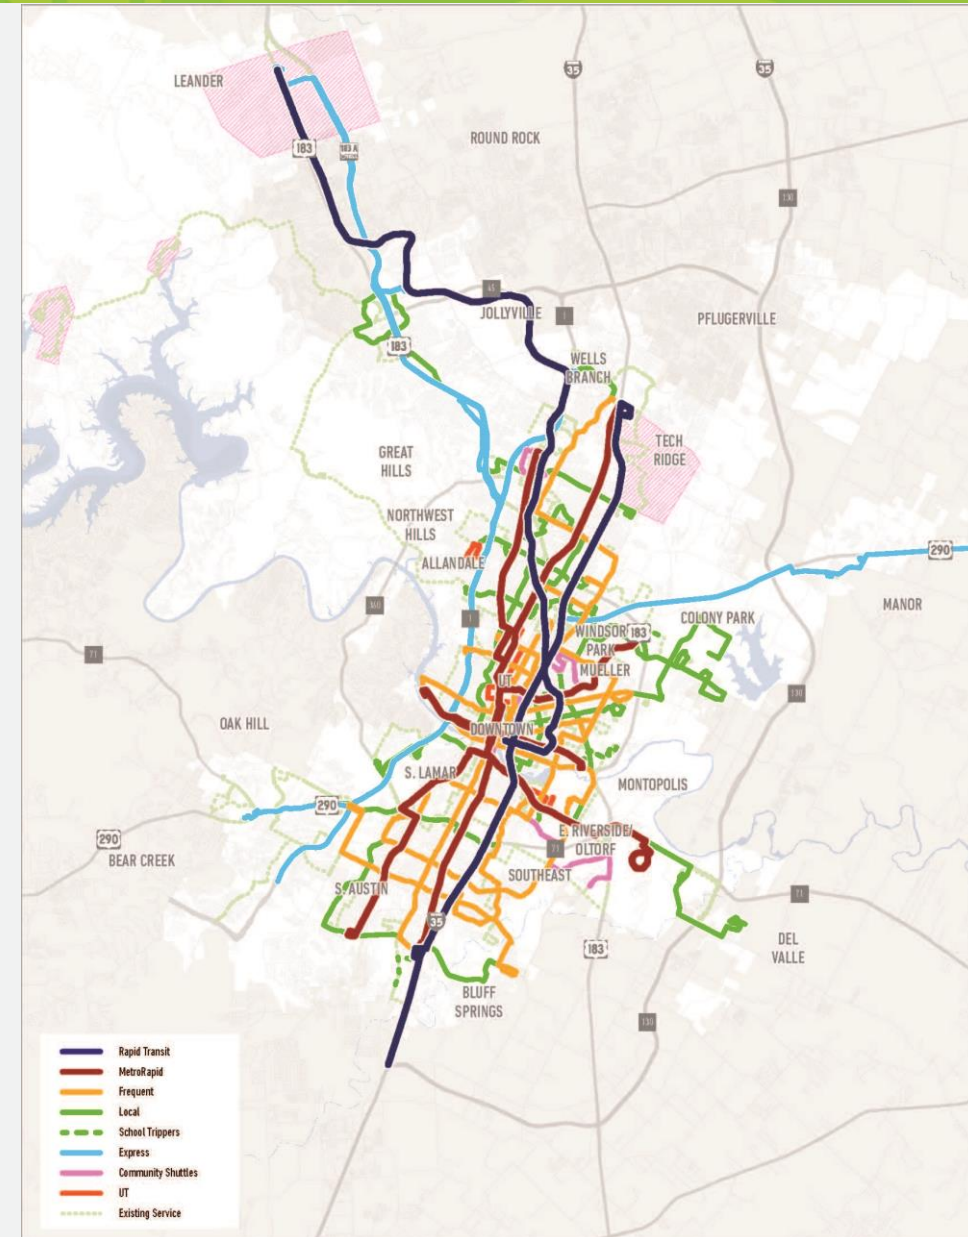 35
35
LEANDER
ROUND ROCK
183
183 A
130
45
JOLLYVILLE
1
PFLUGERVILLE
183
WELLS
BRANCH
TECH
RIDGE
GREAT
HILLS
NORTHWEST
HILLS
ALLANDALE
290
360
1
MANOR
COLONY PARK
WINDSOR
PARK
183
71
MUELLER
UT
130
OAK HILL
DOWNTOWN
S. LAMAR
MONTOPOLIS
290
290
E. RIVERSIDE/
OLTORF
71
BEAR CREEK
SOUTHEAST
S. AUSTIN
71
35
183
DEL
VALLE
BLUFF
SPRINGS
130
Rapid Transit
MetroRapid
Frequent
Local
School Trippers
Express
Community Shuttles
UT
Existing Service